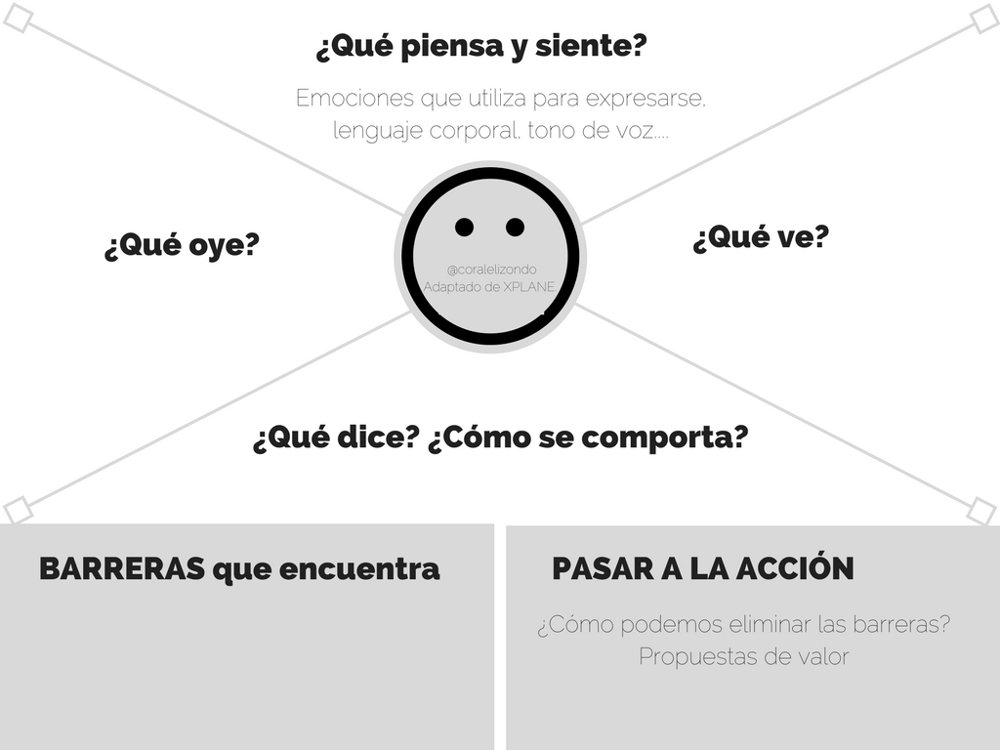 ¿Qué piensa y siente?
Emociones que utiliza para expresarse,
lenguaje corporal, tono de voz....
¿Qué oye?
¿Qué ve?
@coralelizondo
Adaptado de XPLANE.
¿Qué dice? ¿Cómo se comporta?
BARRERAS que encuentra
PASAR A LA ACCIÓN
¿Cómo podemos eliminar las barreras?
Propuestas de valor